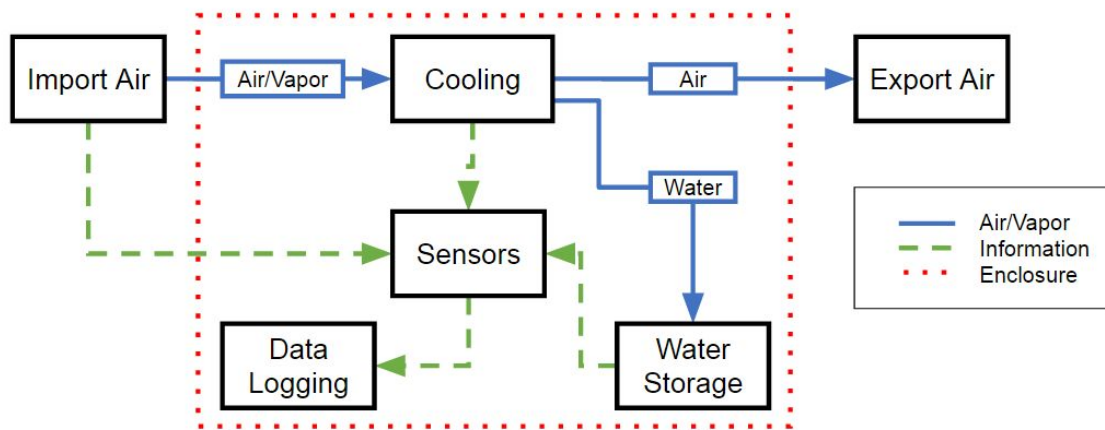 Import Air
Air/Vapor
Cooling
Air
Export Air
Water
Sensors
Data
Logging
Water
Storage
Air/Vapor
Information
Enclosure